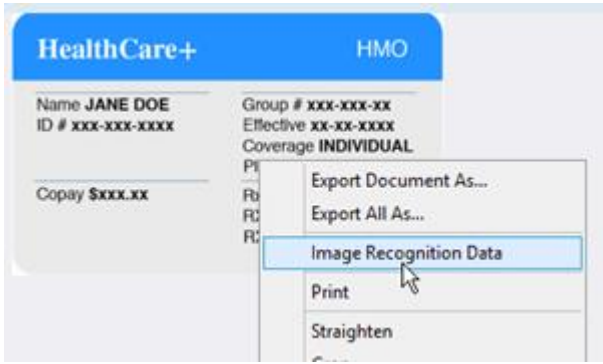 HealthCare+ HMO
Name JANE DOE
ID # xxx-xxx-xxxx
Group # xxx-xxx-xx
Effective xx-xx-xxxx
Coverage INDIVIDUAL
Copay $xxx.xx
Export Document As...
Export All As...
Image Recognition Data
Print
Straighten